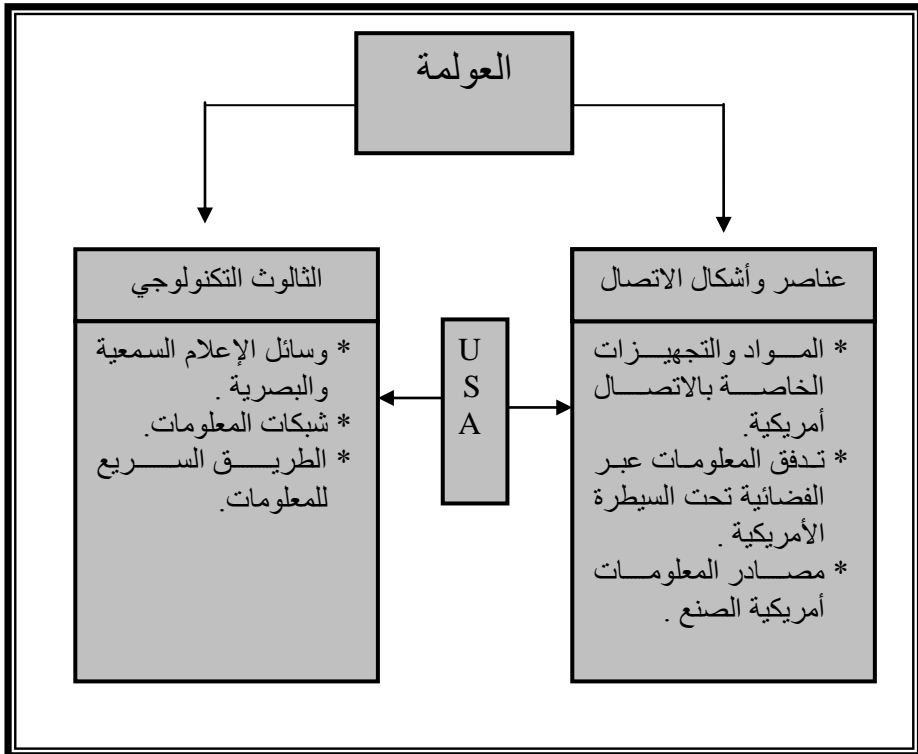 العولمة
عناصر وأشكال الاتصال
* المواد والتجهيزات
الخاصة بالاتصال
أمريكية.
* تدفق المعلومات عبر
الفضائية تحت السيطرة
الأمريكية .
* مصادر المعلومات
أمريكية الصنع .
U
S
A
الثالوث التكنولوجي
* وسائل الإعلام السمعية
والبصرية .
* شبكات المعلومات.
* الطريق السريع
للمعلومات.